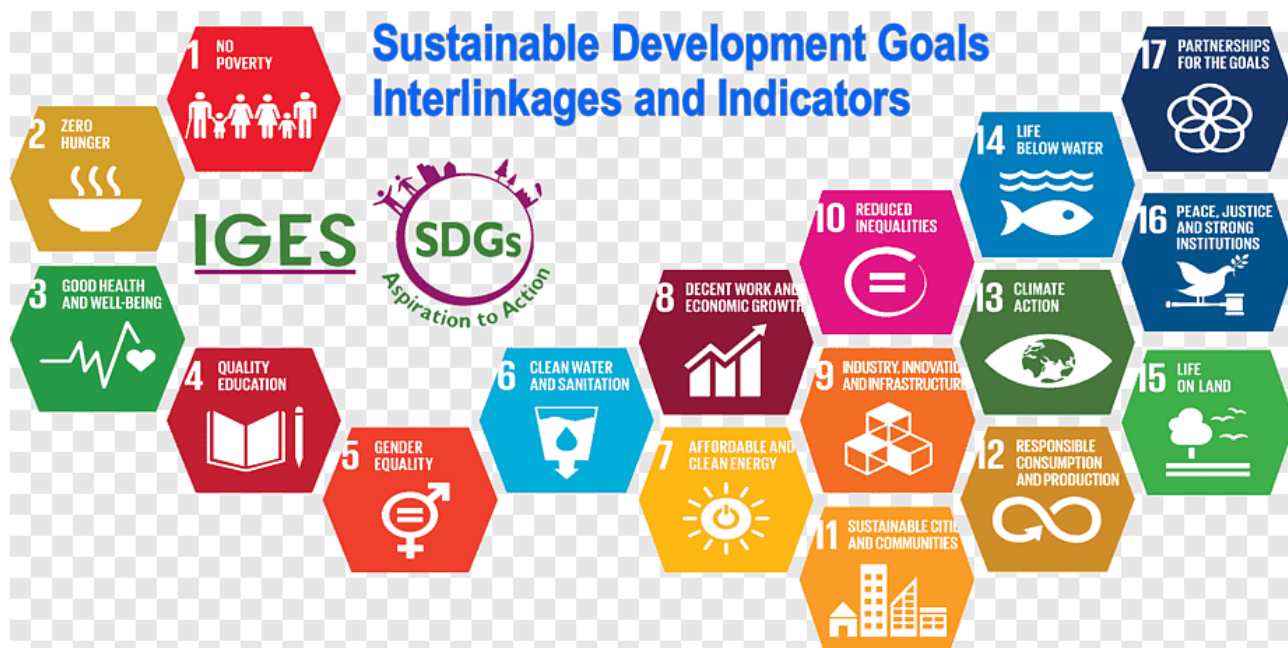 Sustainable Development Goals
Interlinkages and Indicators
IGES
SDGs
Aspiration to Action
1 NO
POVERTY
2 ZERO
HUNGER
3 GOOD HEALTH
AND WELL-BEING
4 QUALITY
EDUCATION
5 GENDER
EQUALITY
6 CLEAN WATER
AND SANITATION
7 AFFORDABLE AND
CLEAN ENERGY
8 DECENT WORK AND
ECONOMIC GROWTH
9 INDUSTRY, INNOVATIO
AND INFRASTRUCTURE
10 REDUCED
INEQUALITIES
11 SUSTAINABLE CITIE
AND COMMUNITIES
12 RESPONSIBLE
CONSUMPTION
AND PRODUCTION
13 CLIMATE
ACTION
14 LIFE
BELOW WATER
15 LIFE
ON LAND
16 PEACE, JUSTICE
AND STRONG
INSTITUTIONS
17 PARTNERSHIPS
FOR THE GOALS